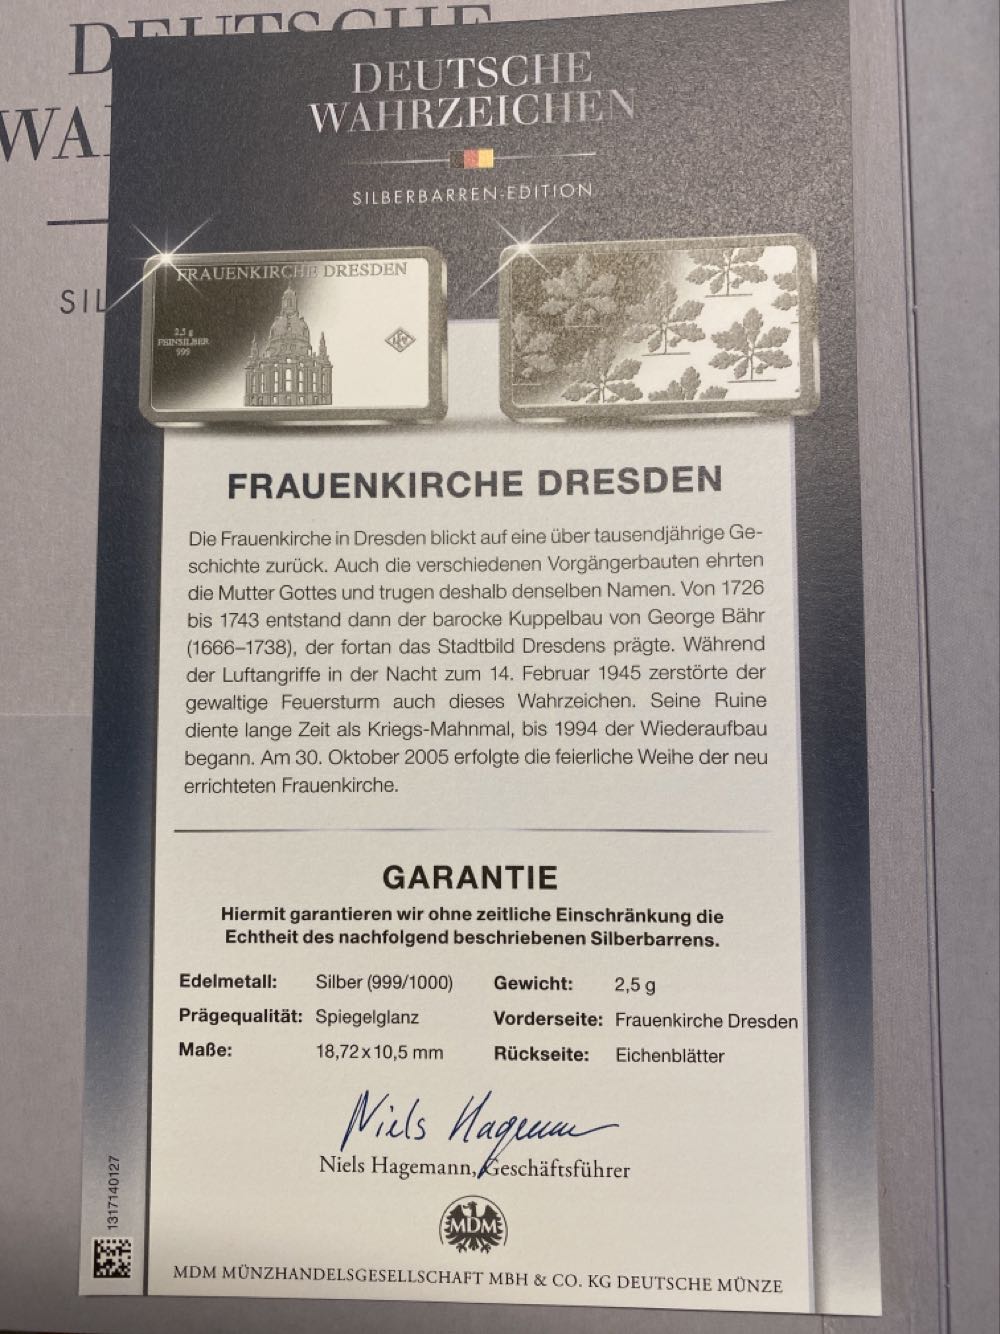 DEUTSCHE
WA
SIL
DEUTSCHE
WAHRZEICHEN
SILBERBARREN-EDITION
FRAUENKIRCHE DRESDEN
2,5 g
FEINSILBER
999
FRAUENKIRCHE DRESDEN
Die Frauenkirche in Dresden blickt auf eine über tausendjährige Ge-
schichte zurück. Auch die verschiedenen Vorgängerbauten ehrten
die Mutter Gottes und trugen deshalb denselben Namen. Von 1726
bis 1743 entstand dann der barocke Kuppelbau von George Bähr
(1666–1738), der fortan das Stadtbild Dresdens prägte. Während
der Luftangriffe in der Nacht zum 14. Februar 1945 zerstörte der
gewaltige Feuersturm auch dieses Wahrzeichen. Seine Ruine
diente lange Zeit als Kriegs-Mahnmal, bis 1994 der Wiederaufbau
begann. Am 30. Oktober 2005 erfolgte die feierliche Weihe der neu
errichteten Frauenkirche.
GARANTIE
Hiermit garantieren wir ohne zeitliche Einschränkung die
Echtheit des nachfolgend beschriebenen Silberbarrens.
Edelmetall: Silber (999/1000) Gewicht: 2,5 g
Prägequalität: Spiegelglanz Vorderseite: Frauenkirche Dresden
Maße: 18,72 x 10,5 mm Rückseite: Eichenblätter
Niels Hagemann
Niels Hagemann, Geschäftsführer
MDM
MDM MÜNZHANDELSGESELLSCHAFT MBH & CO. KG DEUTSCHE MÜNZE
1317140127